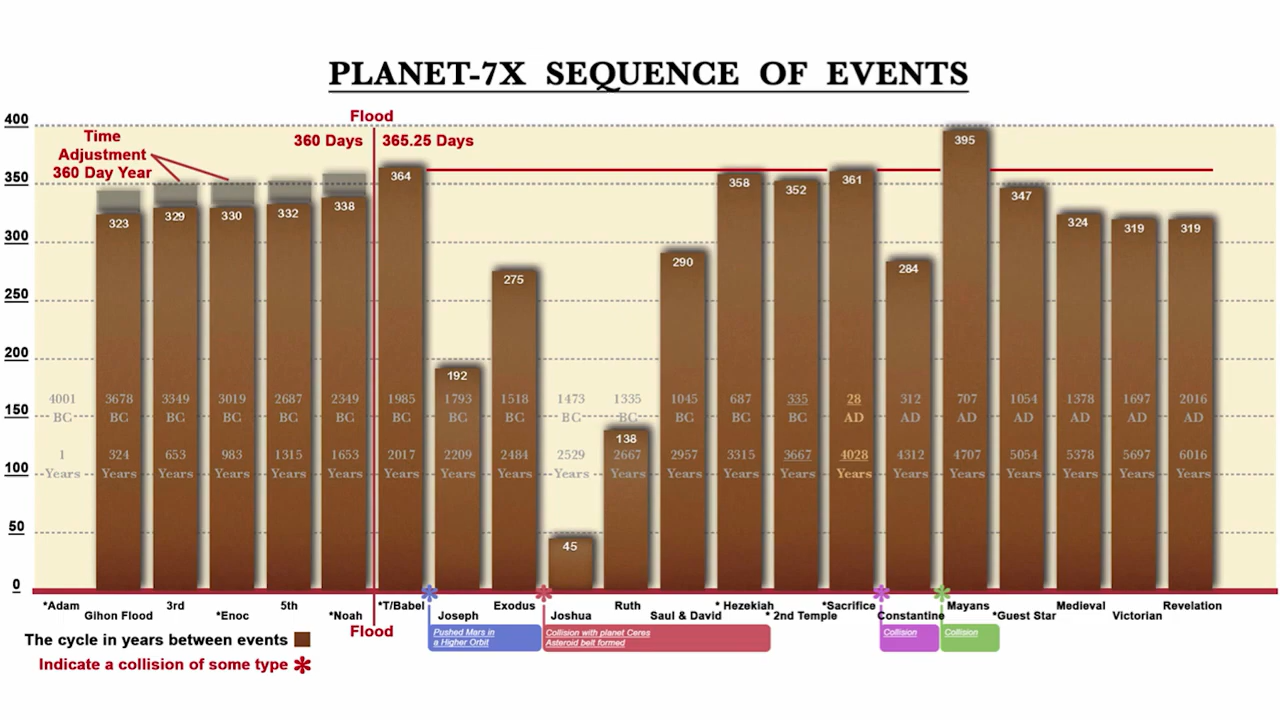 PLANET-7X SEQUENCE OF EVENTS
Flood
360 Days 365.25 Days
Time
Adjustment
360 Day Year
400
350
300
250
200
150
100
50
0
323 329 330 332 338 364 192 275 45 138 290 358 352 361 284 395 347 324 319 319
4001 3678 3349 3019 2687 2349 1985 1793 1518 1473 1335 1045 687 335 28 312 707 1054 1378 1697 2016
BC BC BC BC BC BC BC BC BC BC BC BC BC BC AD AD AD AD AD AD AD
1 324 653 983 1315 1653 2017 2209 2484 2529 2667 2957 3315 3667 4028 4312 4707 5054 5378 5697 6016
Years Years Years Years Years Years Years Years Years Years Years Years Years Years Years Years Years Years Years Years Years
*Adam 3rd 5th *T/Babel Exodus Ruth * Hezekiah *Sacrifice Mayans Medieval Revelation
Gihon Flood *Enoc *Noah Joseph Joshua Saul & David * 2nd Temple Constantine *Guest Star Victorian
Flood
Pushed Mars in
a Higher Orbit
Collision with planet Ceres
Asteroid belt formed
Collision
Collision
The cycle in years between events
Indicate a collision of some type *